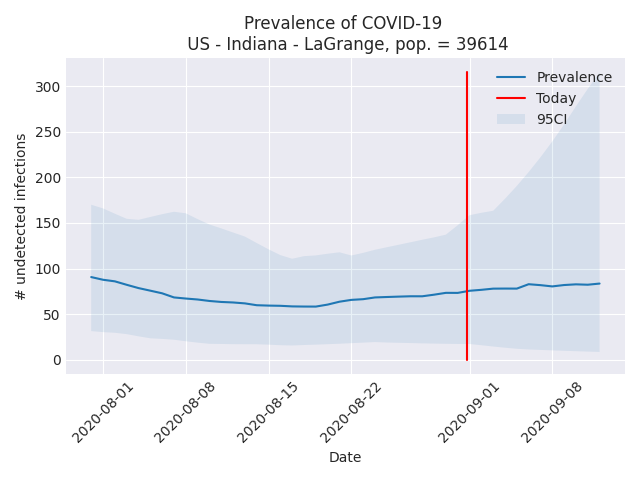 Prevalence of COVID-19
US - Indiana - LaGrange, pop. = 39614
Prevalence
Today
95CI
# undetected infections
300
250
200
150
100
50
0
2020-08-01
2020-08-08
2020-08-15
2020-08-22
2020-09-01
2020-09-08
Date